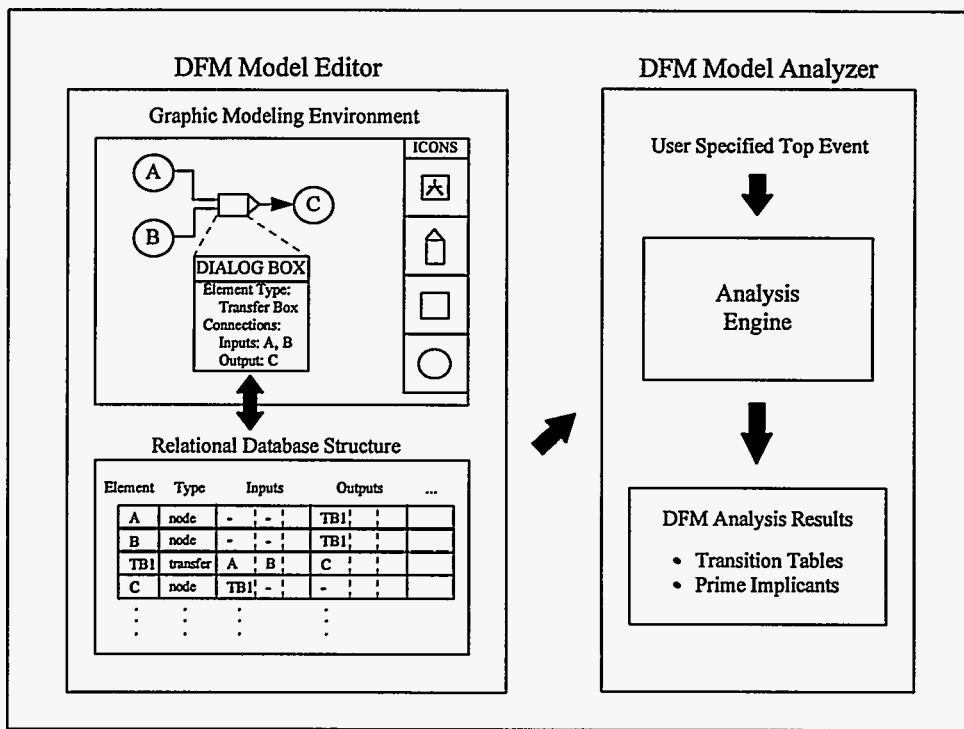 DFM Model Editor
Graphic Modeling Environment
A
B
C
DIALOG BOX
Element Type:
Transfer Box
Connections:
Inputs: A, B
Output: C
ICONS
Relational Database Structure
Element Type Inputs Outputs ...
A node - - TB1
B node - - TB1
TB1 transfer A B C
C node TB1 - -
DFM Model Analyzer
User Specified Top Event
Analysis
Engine
DFM Analysis Results
• Transition Tables
• Prime Implicants